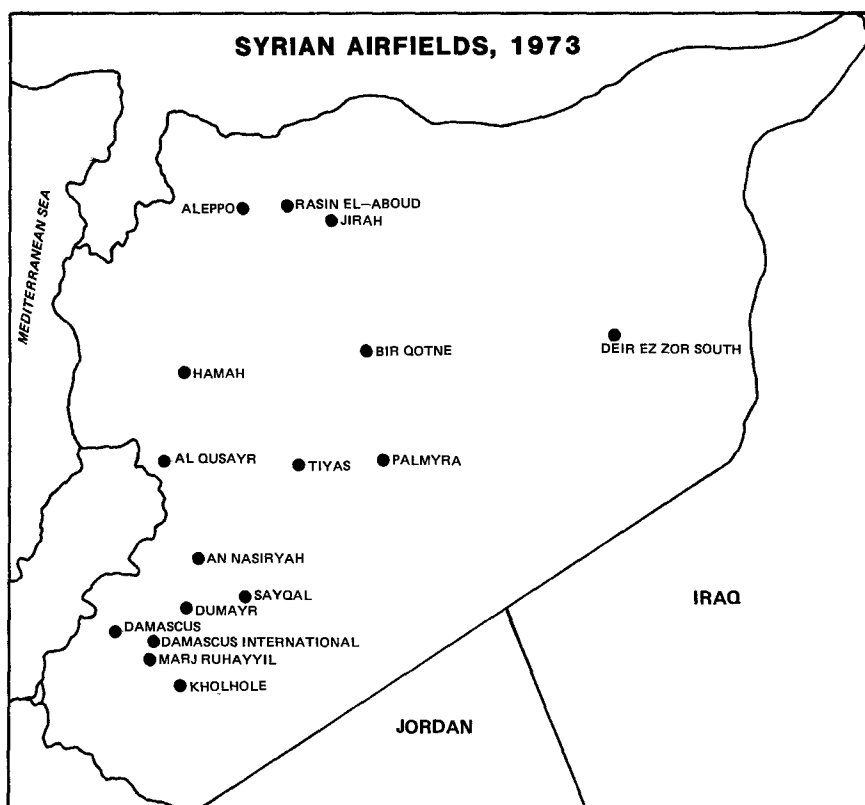 SYRIAN AIRFIELDS, 1973
ALEPPO
RASIN EL-ABOUD
JIRAH
MEDITERRANEAN SEA
BIR QOTNE
DEIR EZ ZOR SOUTH
HAMAH
AL QUSAYR
TIYAS
PALMYRA
AN NASIRYAH
SAYQAL
DUMAYR
DAMASCUS
DAMASCUS INTERNATIONAL
MARJ RUHAYYIL
KHOLHOLE
IRAQ
JORDAN